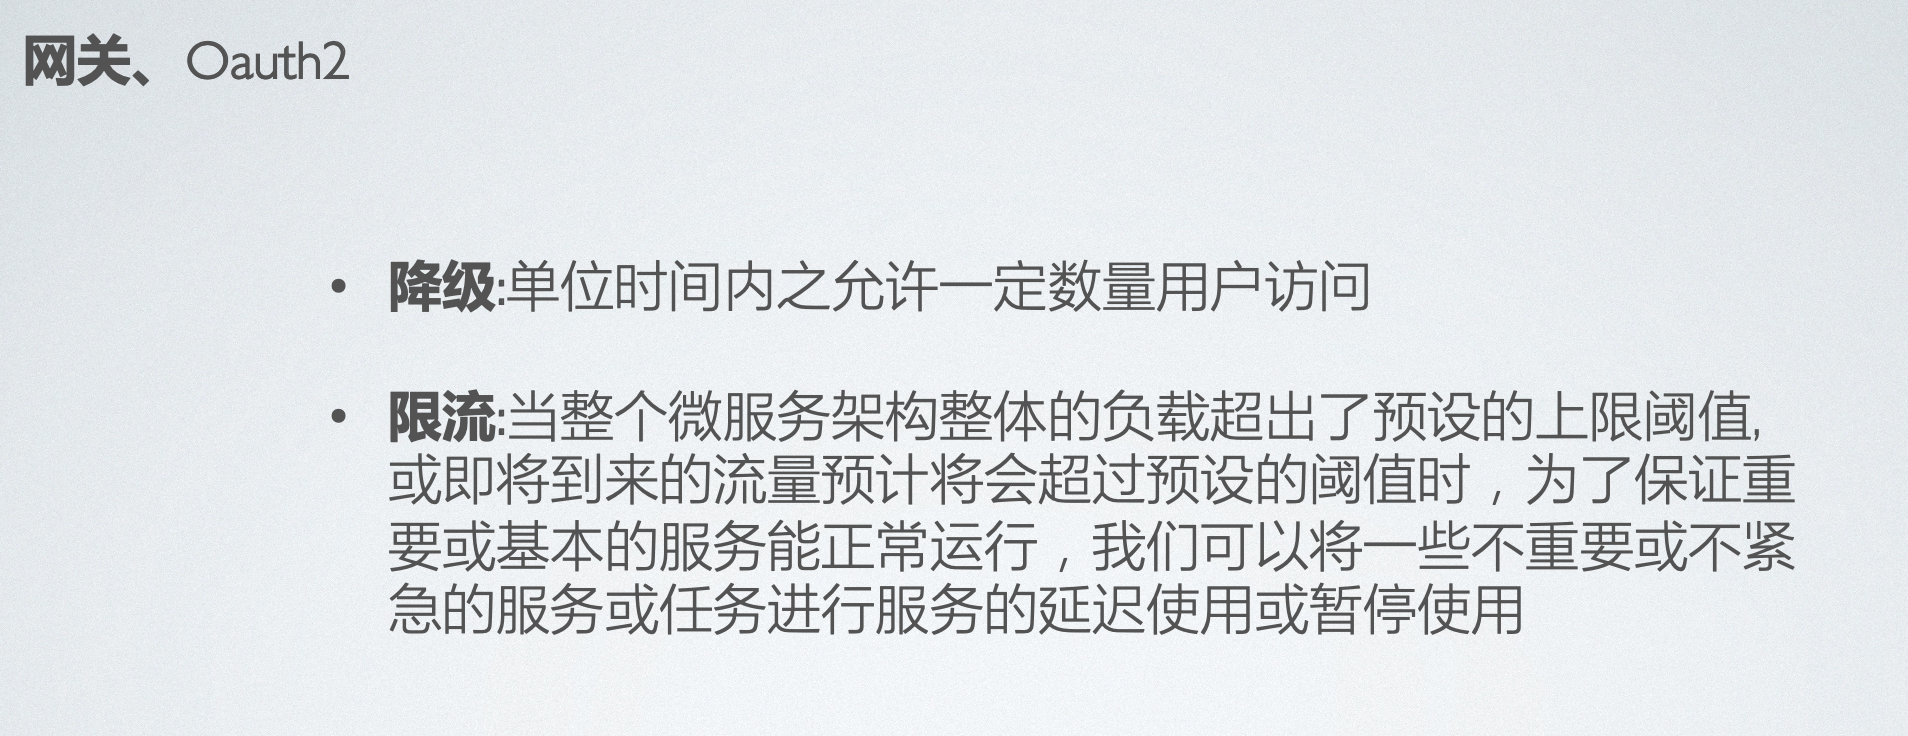 网关、Oauth2
• 降级:单位时间内之允许一定数量用户访问
• 限流:当整个微服务架构整体的负载超出了预设的上限阈值,
或即将到来的流量预计将会超过预设的阈值时，为了保证重
要或基本的服务能正常运行，我们可以将一些不重要或不紧
急的服务或任务进行服务的延迟使用或暂停使用